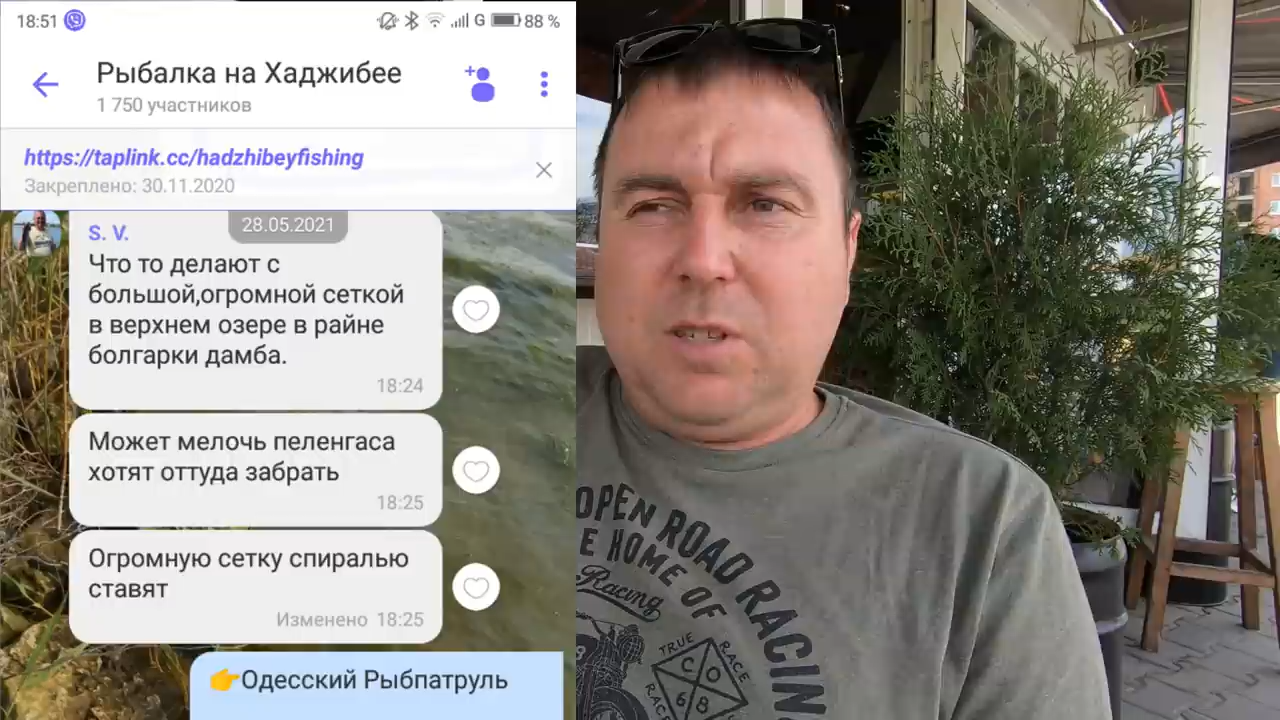 18:51
G
88 %
Рыбалка на Хаджибее
1 750 участников
https://taplink.cc/hadzhibeyfishing
Закреплено: 30.11.2020
28.05.2021
S. V.
Что то делают с
большой,огромной сеткой
в верхнем озере в райне
болгарки дамба.
18:24
Может мелочь пеленгаса
хотят оттуда забрать
18:25
Огромную сетку спиралью
ставят
Изменено 18:25
👉Одесский Рыбпатруль
OPEN ROAD RACING
E HOME OF
Racing
TRUE
RACE
C O
6 8